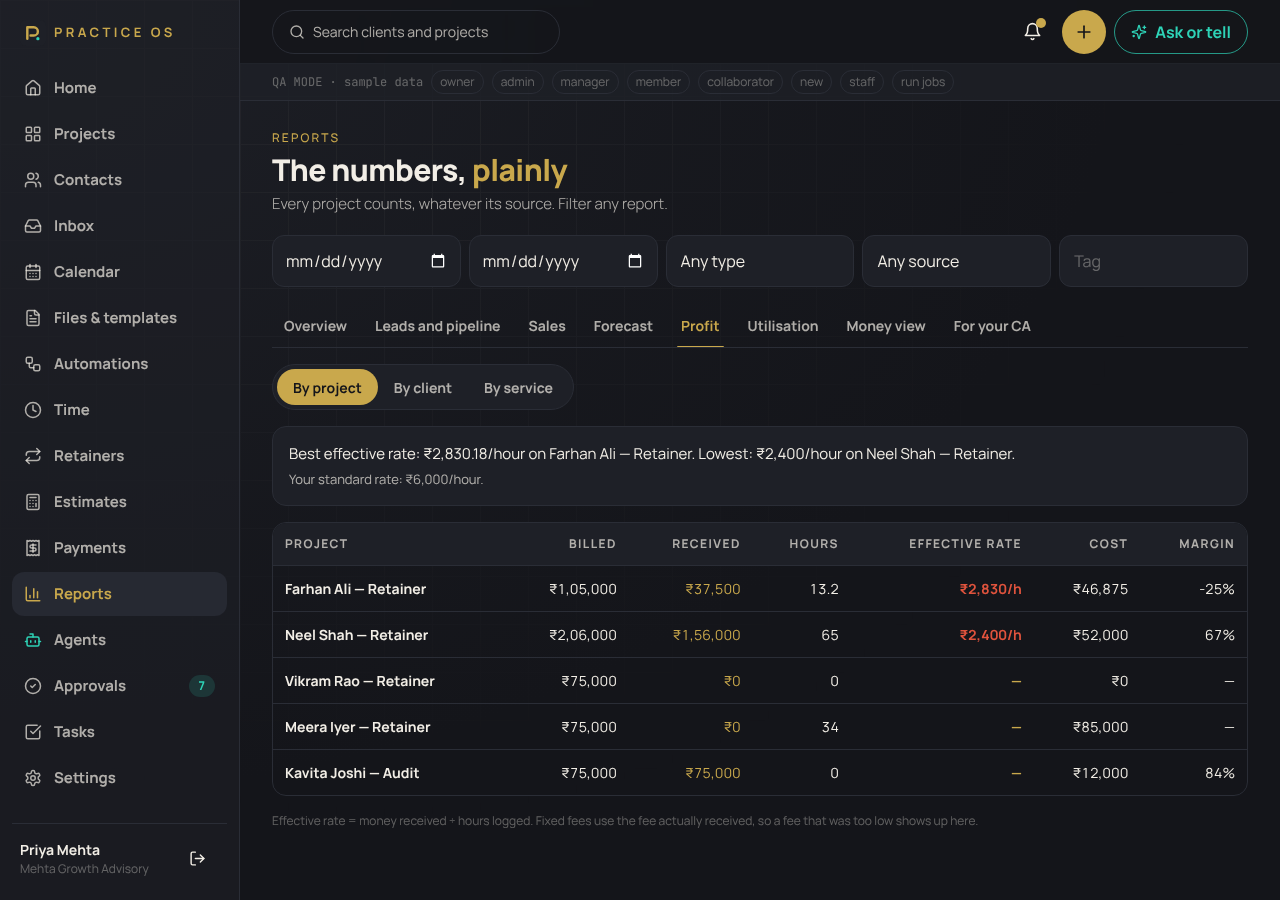 PRACTICE OS
Search clients and projects
Ask or tell
QA MODE · sample data owner admin manager member collaborator new staff run jobs
Home
Projects
Contacts
Inbox
Calendar
Files & templates
Automations
Time
Retainers
Estimates
Payments
Reports
Agents
Approvals 7
Tasks
Settings
Priya Mehta
Mehta Growth Advisory
REPORTS
The numbers, plainly
Every project counts, whatever its source. Filter any report.
mm/dd/yyyy mm/dd/yyyy Any type Any source Tag
Overview Leads and pipeline Sales Forecast Profit Utilisation Money view For your CA
By project By client By service
Best effective rate: ₹2,830.18/hour on Farhan Ali — Retainer. Lowest: ₹2,400/hour on Neel Shah — Retainer.
Your standard rate: ₹6,000/hour.
PROJECT BILLED RECEIVED HOURS EFFECTIVE RATE COST MARGIN
Farhan Ali — Retainer ₹1,05,000 ₹37,500 13.2 ₹2,830/h ₹46,875 -25%
Neel Shah — Retainer ₹2,06,000 ₹1,56,000 65 ₹2,400/h ₹52,000 67%
Vikram Rao — Retainer ₹75,000 ₹0 0 — ₹0 —
Meera Iyer — Retainer ₹75,000 ₹0 34 — ₹85,000 —
Kavita Joshi — Audit ₹75,000 ₹75,000 0 — ₹12,000 84%
Effective rate = money received ÷ hours logged. Fixed fees use the fee actually received, so a fee that was too low shows up here.